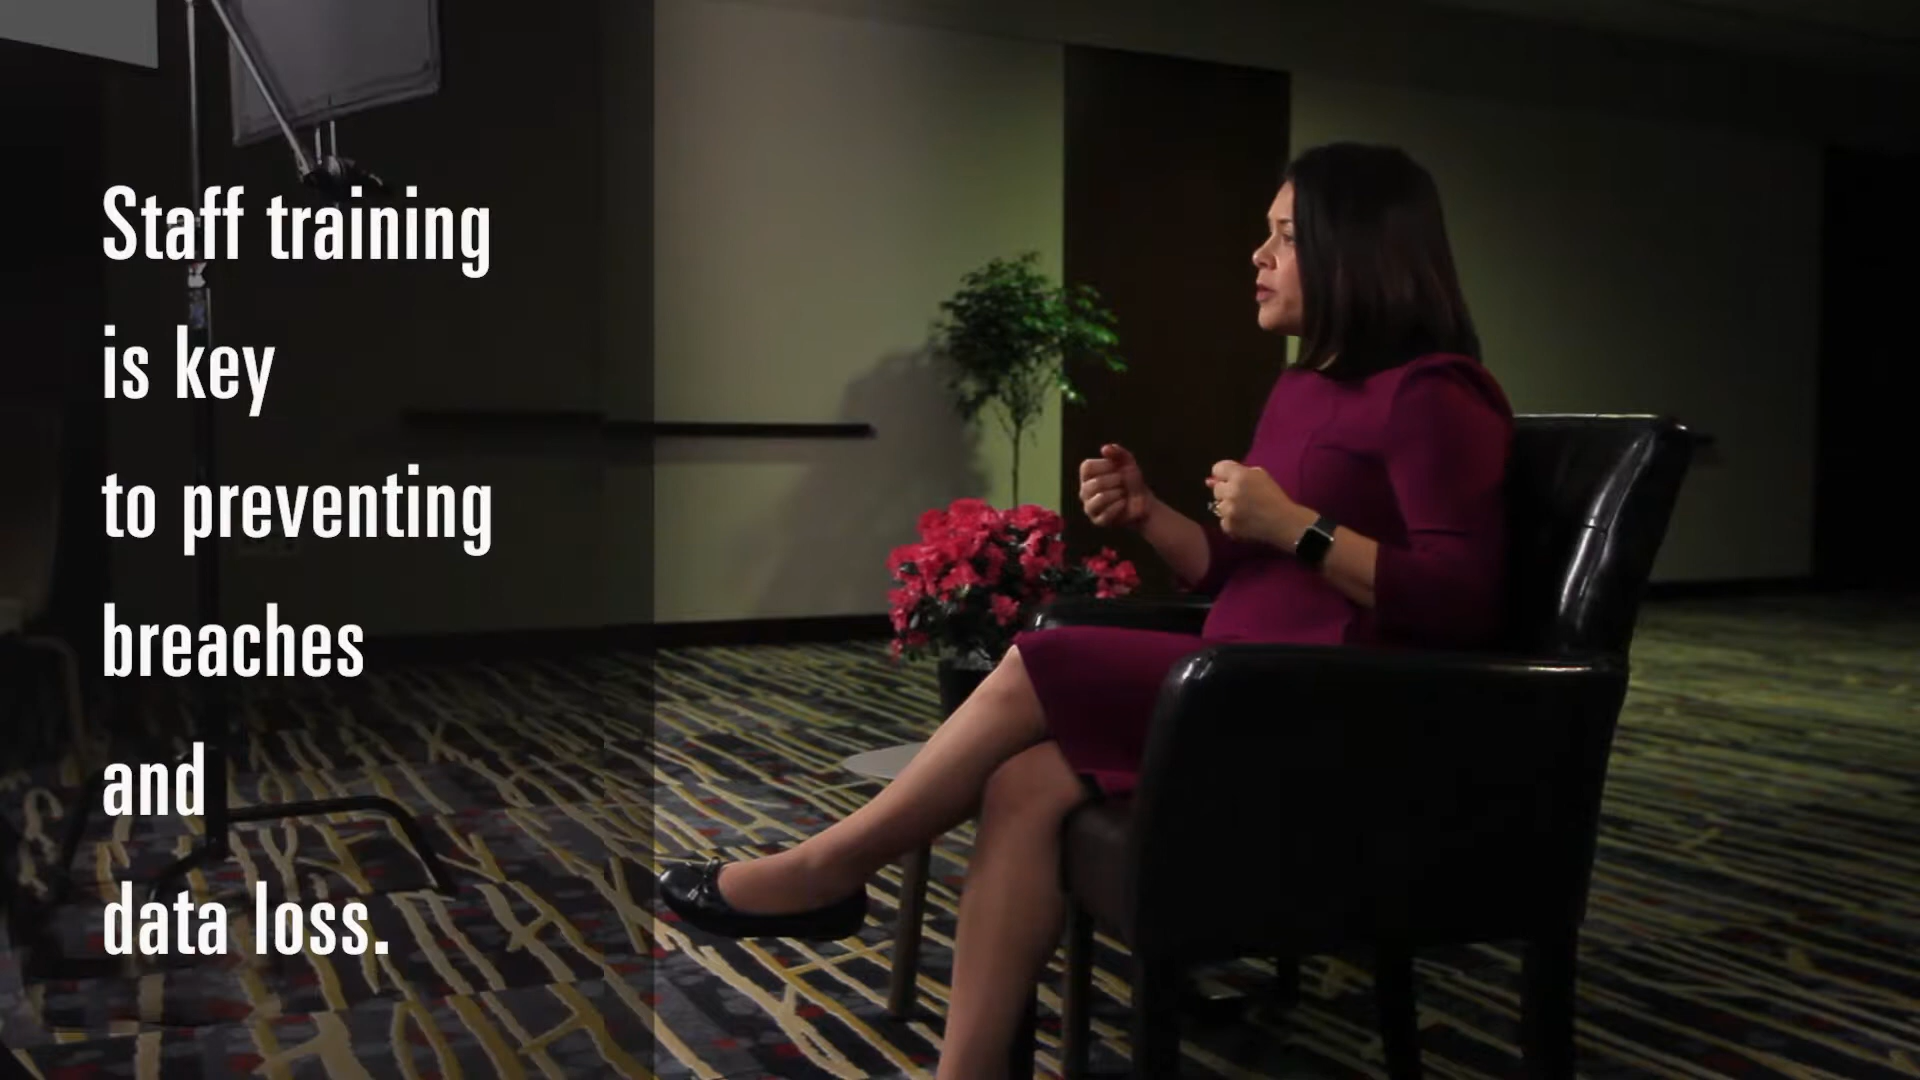 Staff training
is key
to preventing
breaches
and
data loss.